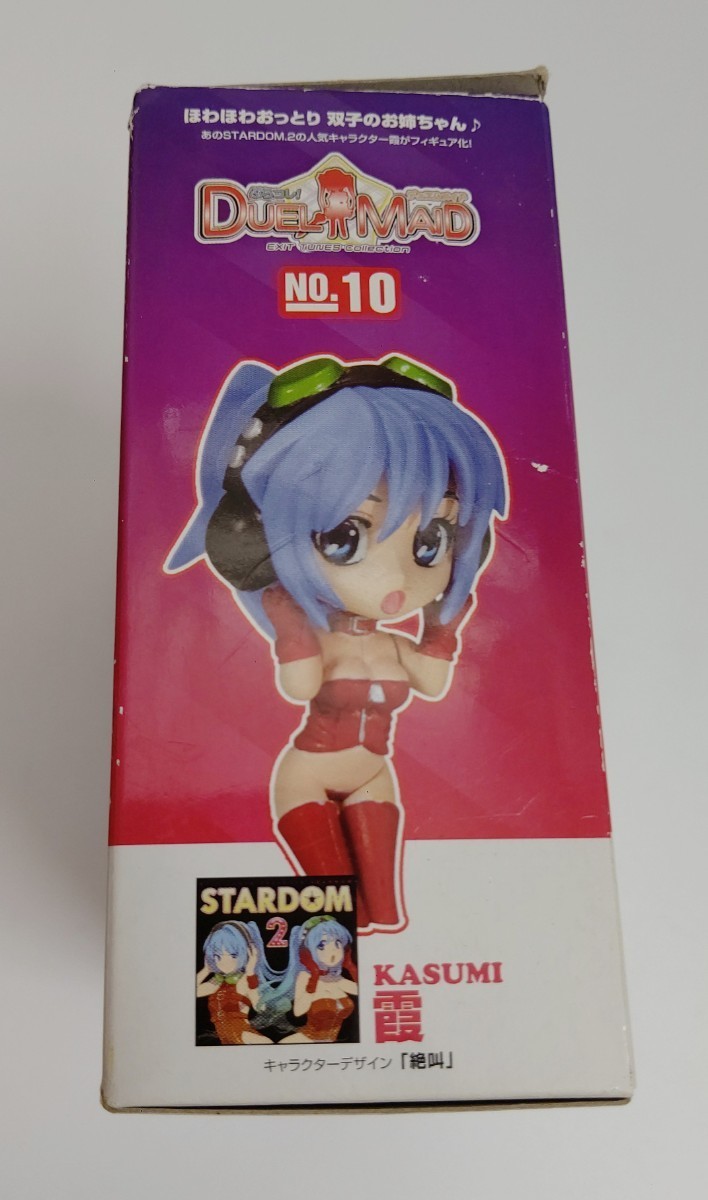 ほわほわおっとり 双子のお姉ちゃん♪
あのSTARDOM.2の人気キャラクター霞がフィギュア化!
DUEL MAID
EXIT TUNES Collection
NO.10
STARDOM
2
KASUMI
霞
キャラクターデザイン「絶叫」